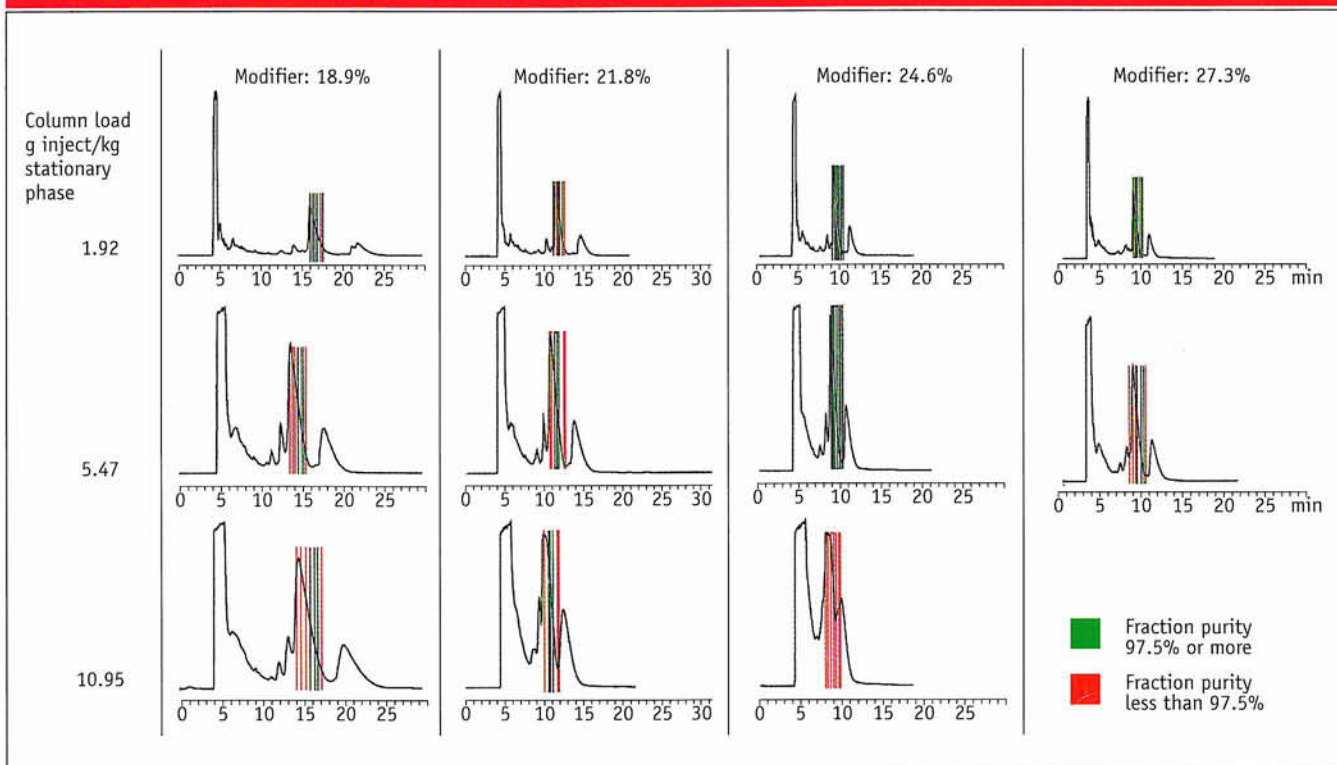 Modifier: 18.9%
Modifier: 21.8%
Modifier: 24.6%
Modifier: 27.3%
Column load
g inject/kg
stationary
phase
1.92
0 5 10 15 20 25
0 5 10 15 20 25 30
0 5 10 15 20 25
0 5 10 15 20 25 min
5.47
0 5 10 15 20 25
0 5 10 15 20 25 30
0 5 10 15 20 25
0 5 10 15 20 25 min
10.95
0 5 10 15 20 25
0 5 10 15 20 25 30
0 5 10 15 20 25 30
Fraction purity
97.5% or more
Fraction purity
less than 97.5%